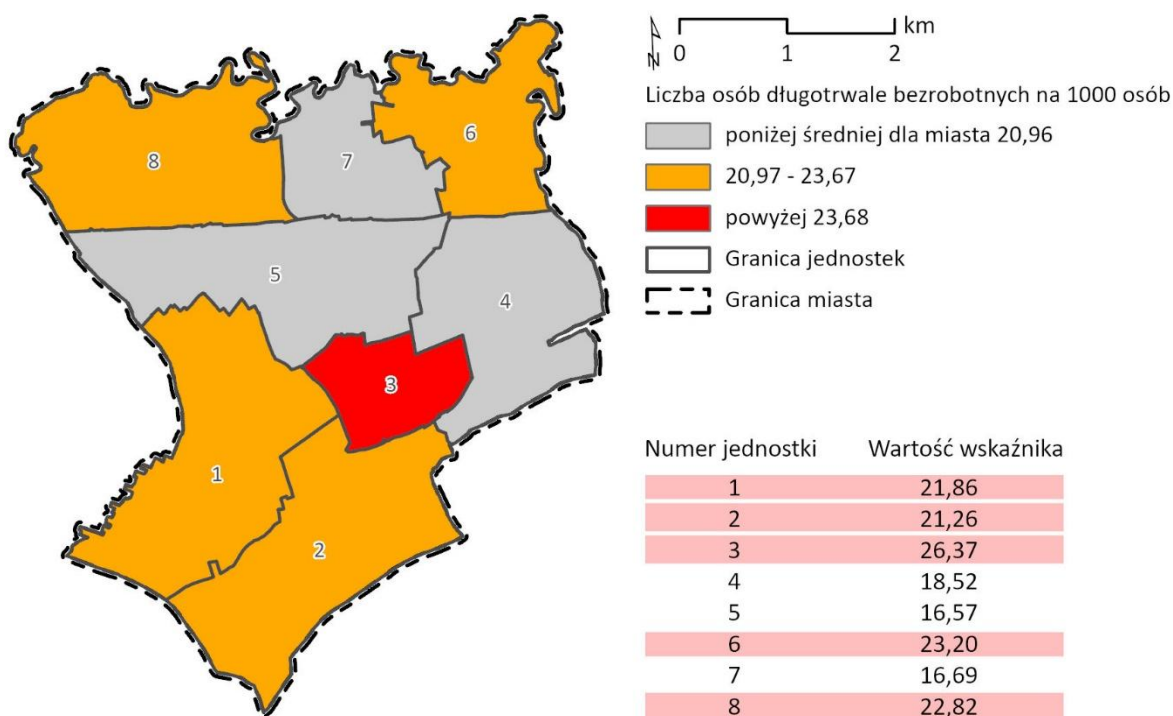 km
0 1 2
N
Liczba osób długotrwale bezrobotnych na 1000 osób
poniżej średniej dla miasta 20,96
20,97 - 23,67
powyżej 23,68
Granica jednostek
Granica miasta
8
7
6
5
4
3
1
2
Numer jednostki Wartość wskaźnika
1 21,86
2 21,26
3 26,37
4 18,52
5 16,57
6 23,20
7 16,69
8 22,82